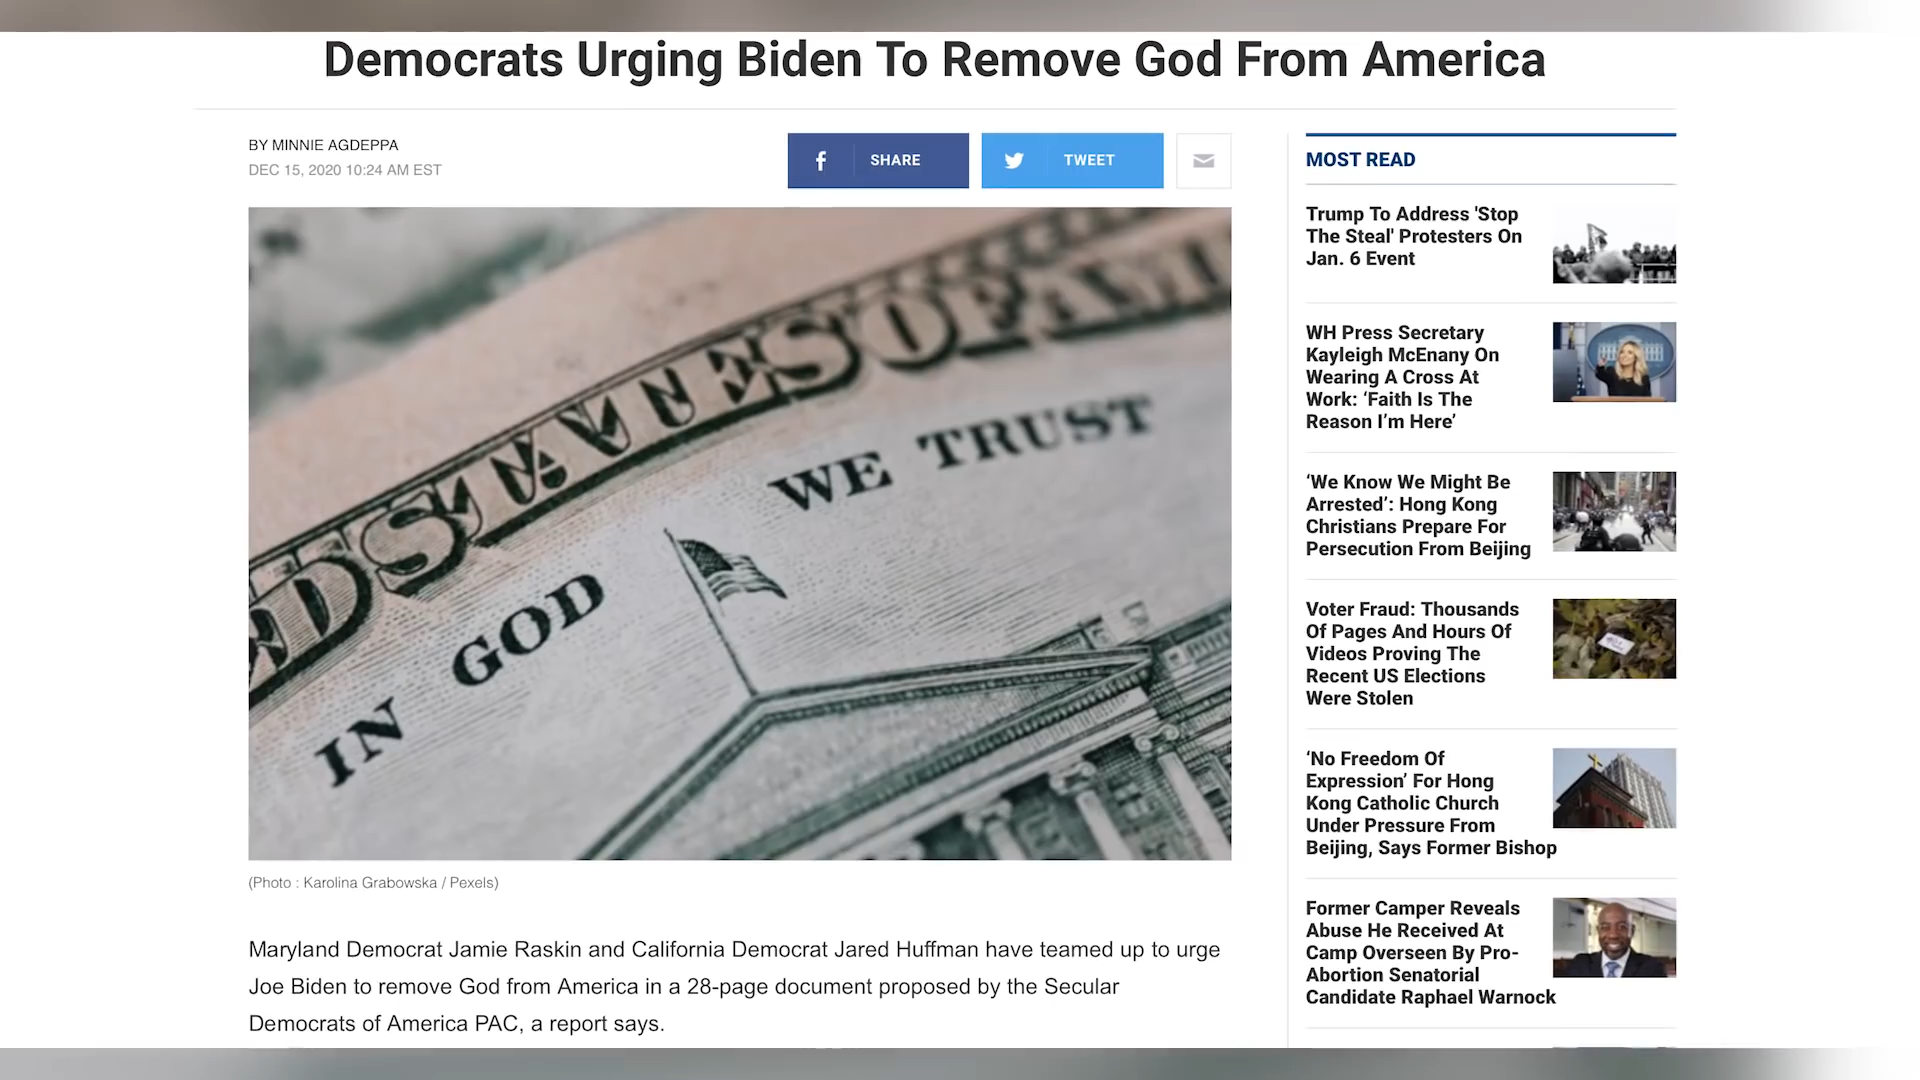 Democrats Urging Biden To Remove God From America
BY MINNIE AGDEPPA
DEC 15, 2020 10:24 AM EST
SHARE
TWEET
DS STATES OF AM
IN GOD WE TRUST
(Photo : Karolina Grabowska / Pexels)
Maryland Democrat Jamie Raskin and California Democrat Jared Huffman have teamed up to urge
Joe Biden to remove God from America in a 28-page document proposed by the Secular
Democrats of America PAC, a report says.
MOST READ
Trump To Address 'Stop
The Steal' Protesters On
Jan. 6 Event
WH Press Secretary
Kayleigh McEnany On
Wearing A Cross At
Work: ‘Faith Is The
Reason I’m Here’
‘We Know We Might Be
Arrested’: Hong Kong
Christians Prepare For
Persecution From Beijing
Voter Fraud: Thousands
Of Pages And Hours Of
Videos Proving The
Recent US Elections
Were Stolen
‘No Freedom Of
Expression’ For Hong
Kong Catholic Church
Under Pressure From
Beijing, Says Former Bishop
Former Camper Reveals
Abuse He Received At
Camp Overseen By Pro-
Abortion Senatorial
Candidate Raphael Warnock